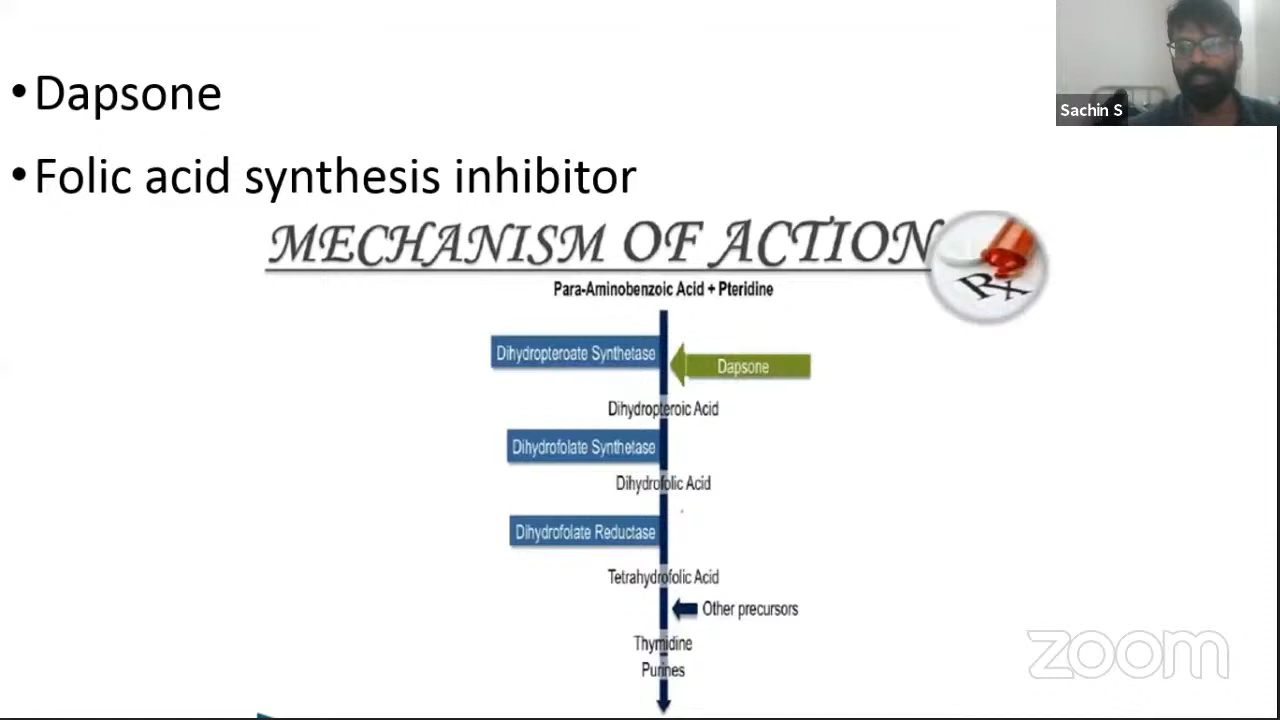 • Dapsone
Sachin S
• Folic acid synthesis inhibitor
MECHANISM OF ACTION
Rx
Para-Aminobenzoic Acid + Pteridine
Dihydropteroate Synthetase
Dapsone
Dihydropteroic Acid
Dihydrofolate Synthetase
Dihydrofolic Acid
Dihydrofolate Reductase
Tetrahydrofolic Acid
Other precursors
Thymidine
Purines
zoom